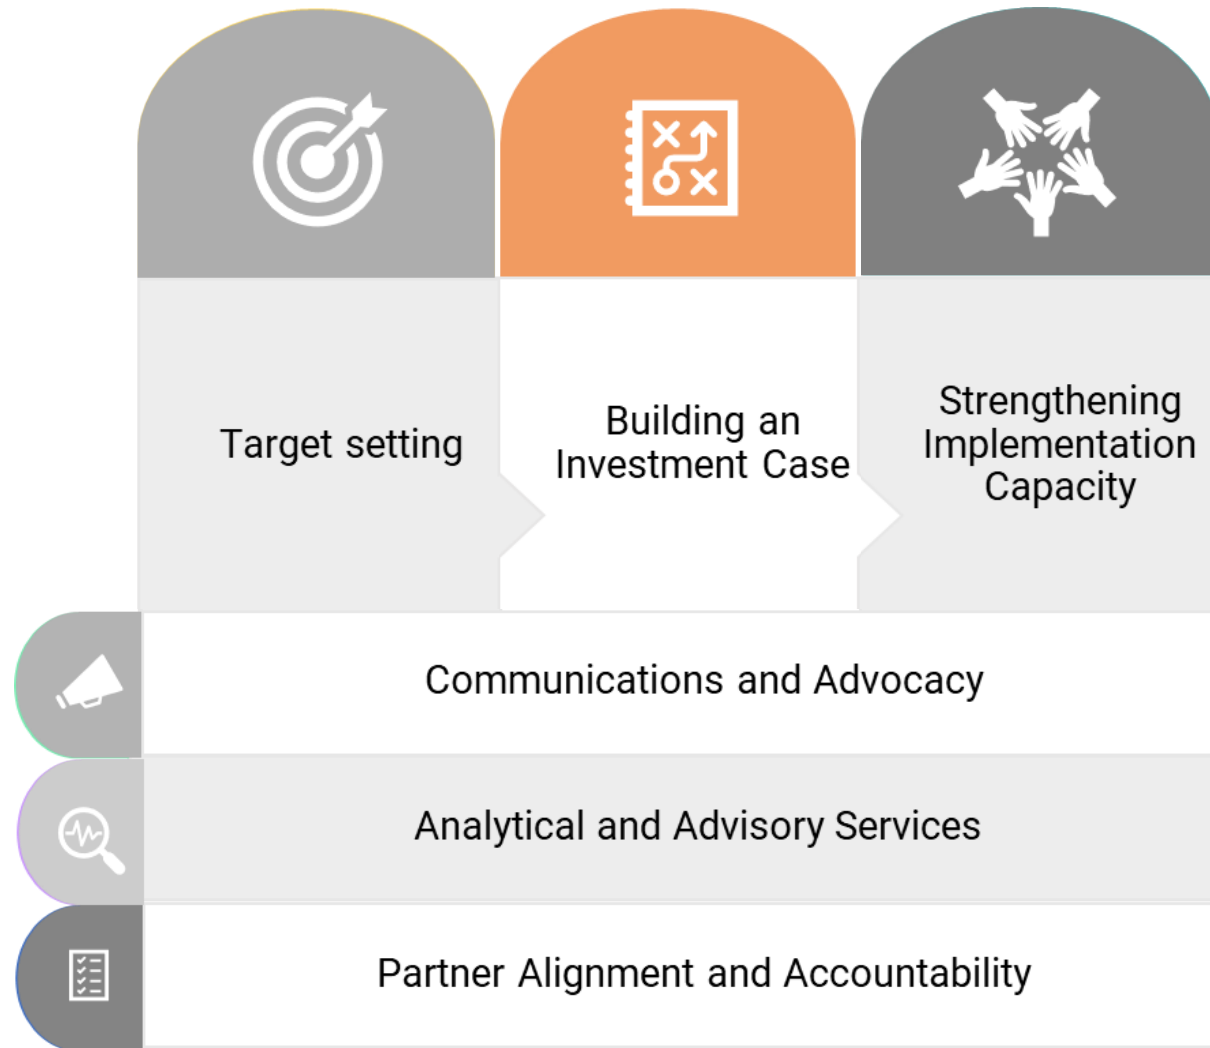 Target setting
Building an
Investment Case
Strengthening
Implementation
Capacity
Communications and Advocacy
Analytical and Advisory Services
Partner Alignment and Accountability